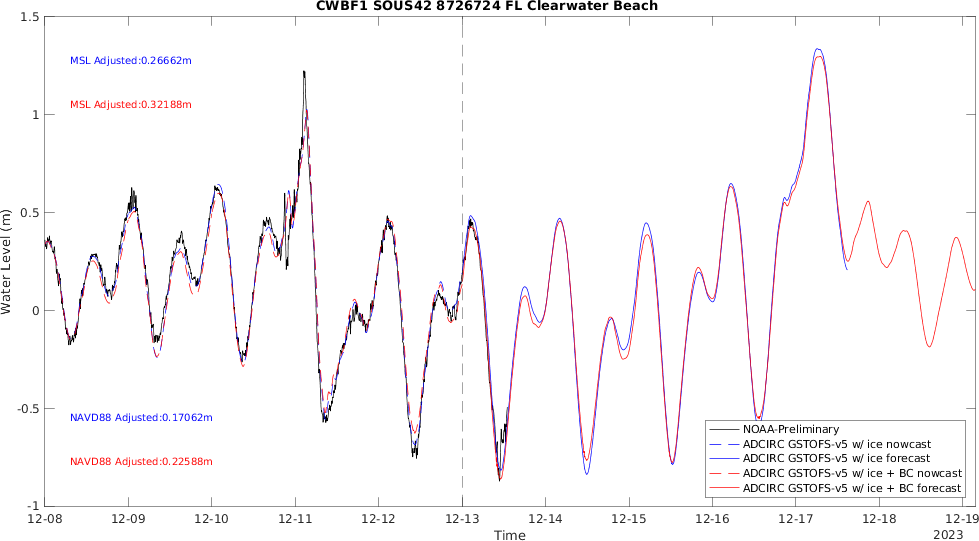 CWBF1 SOUS42 8726724 FL Clearwater Beach
1.5
MSL Adjusted:0.26662m
MSL Adjusted:0.32188m
1
0.5
Water Level (m)
0
-0.5
NAVD88 Adjusted:0.17062m
NAVD88 Adjusted:0.22588m
-1
NOAA-Preliminary
ADCIRC GSTOFS-v5 w/ ice nowcast
ADCIRC GSTOFS-v5 w/ ice forecast
ADCIRC GSTOFS-v5 w/ ice + BC nowcast
ADCIRC GSTOFS-v5 w/ ice + BC forecast
12-08 12-09 12-10 12-11 12-12 12-13 12-14 12-15 12-16 12-17 12-18 12-19
Time
2023